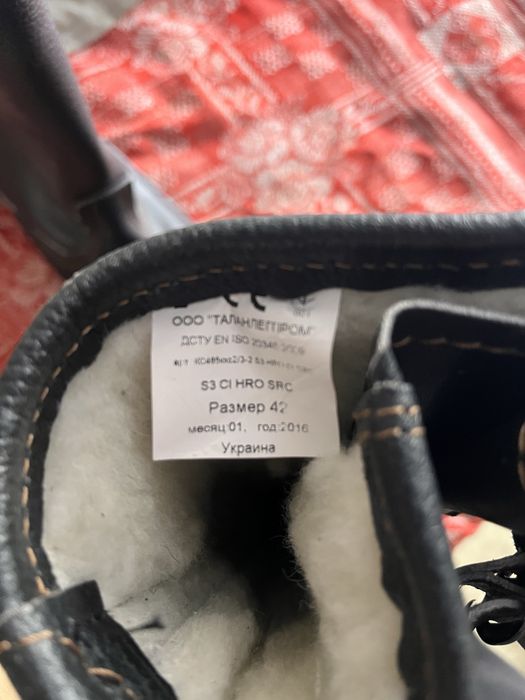 ООО "ТАЛАНЛЕГПРОМ"
ДСТУ EN ISO 20345:2009
S3 CI HRO SRC
Размер 42
месяц:01, год:2016
Украина